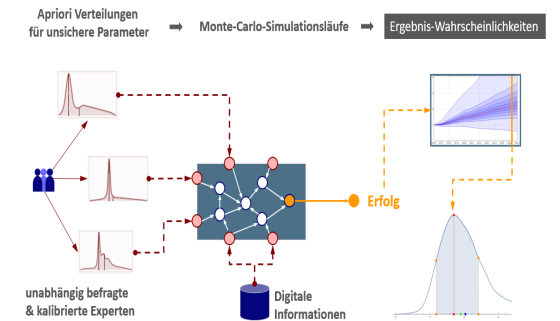 Apriori Verteilungen
für unsichere Parameter
Monte-Carlo-Simulationsläufe
Ergebnis-Wahrscheinlichkeiten
Erfolg
unabhängig befragte
& kalibrierte Experten
Digitale
Informationen